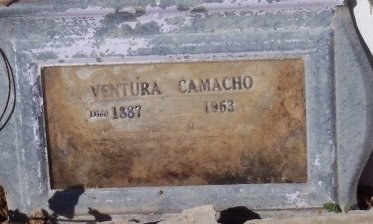 VENTURA CAMACHO
Died 1887 1963